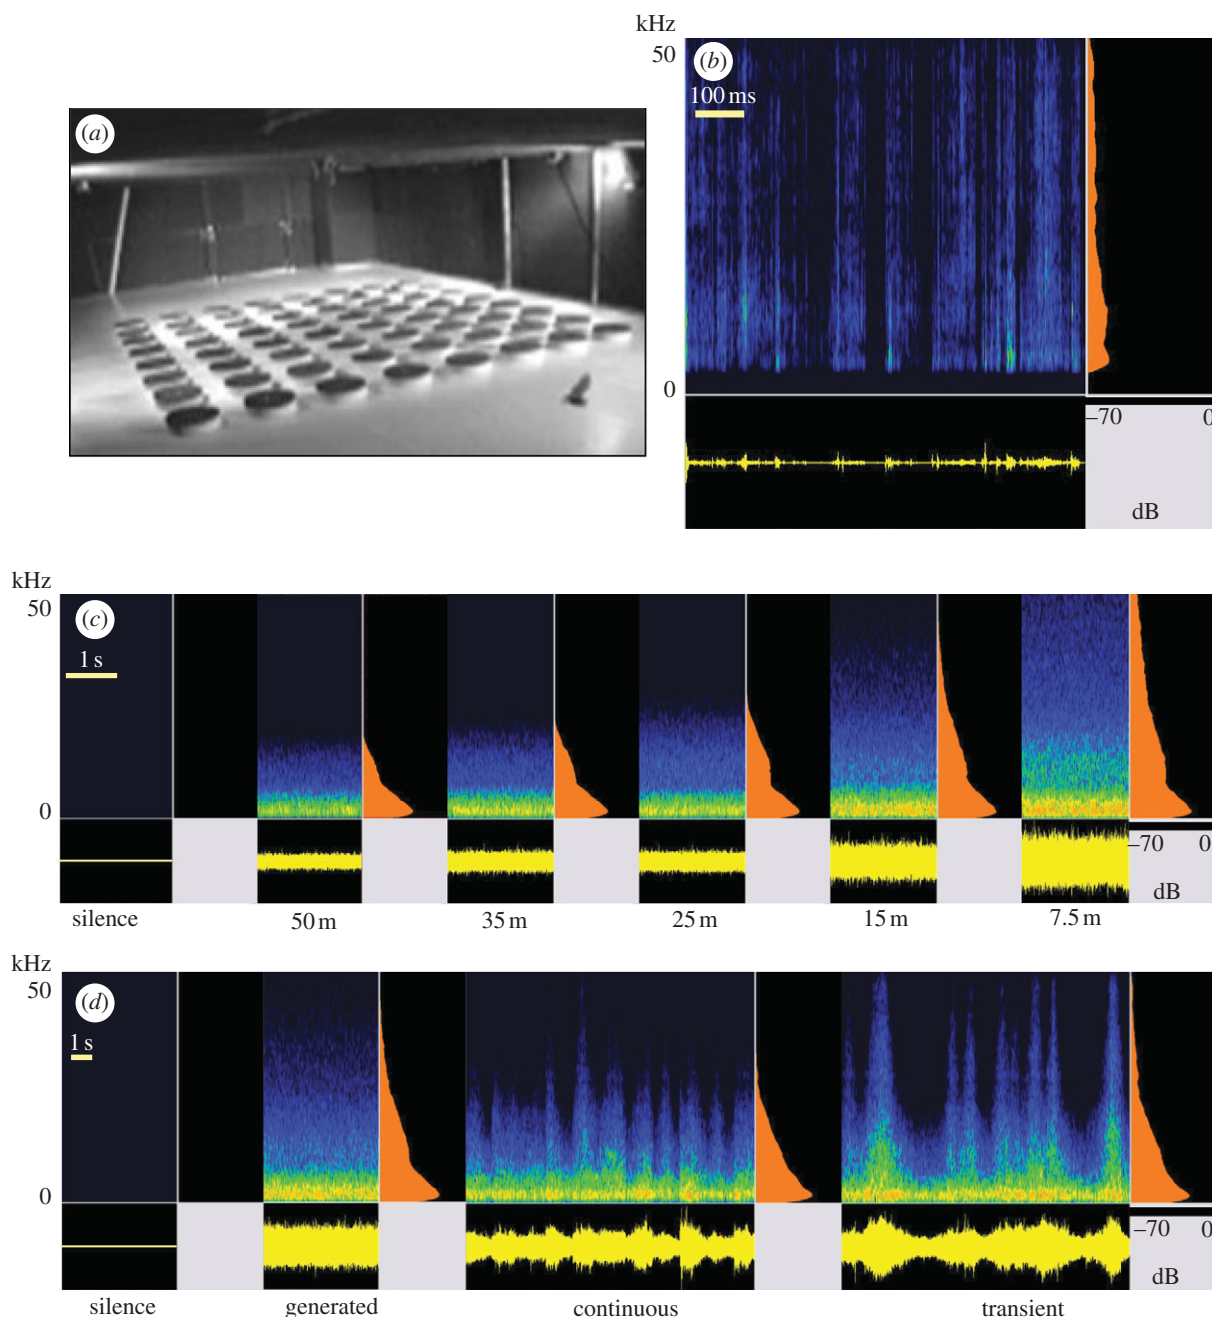 (a)
kHz
50
(b)
100 ms
0
–70 0
dB
kHz
50
(c)
1 s
0
–70 0
dB
silence 50 m 35 m 25 m 15 m 7.5 m
kHz
50
(d)
1 s
0
–70 0
dB
silence generated continuous transient